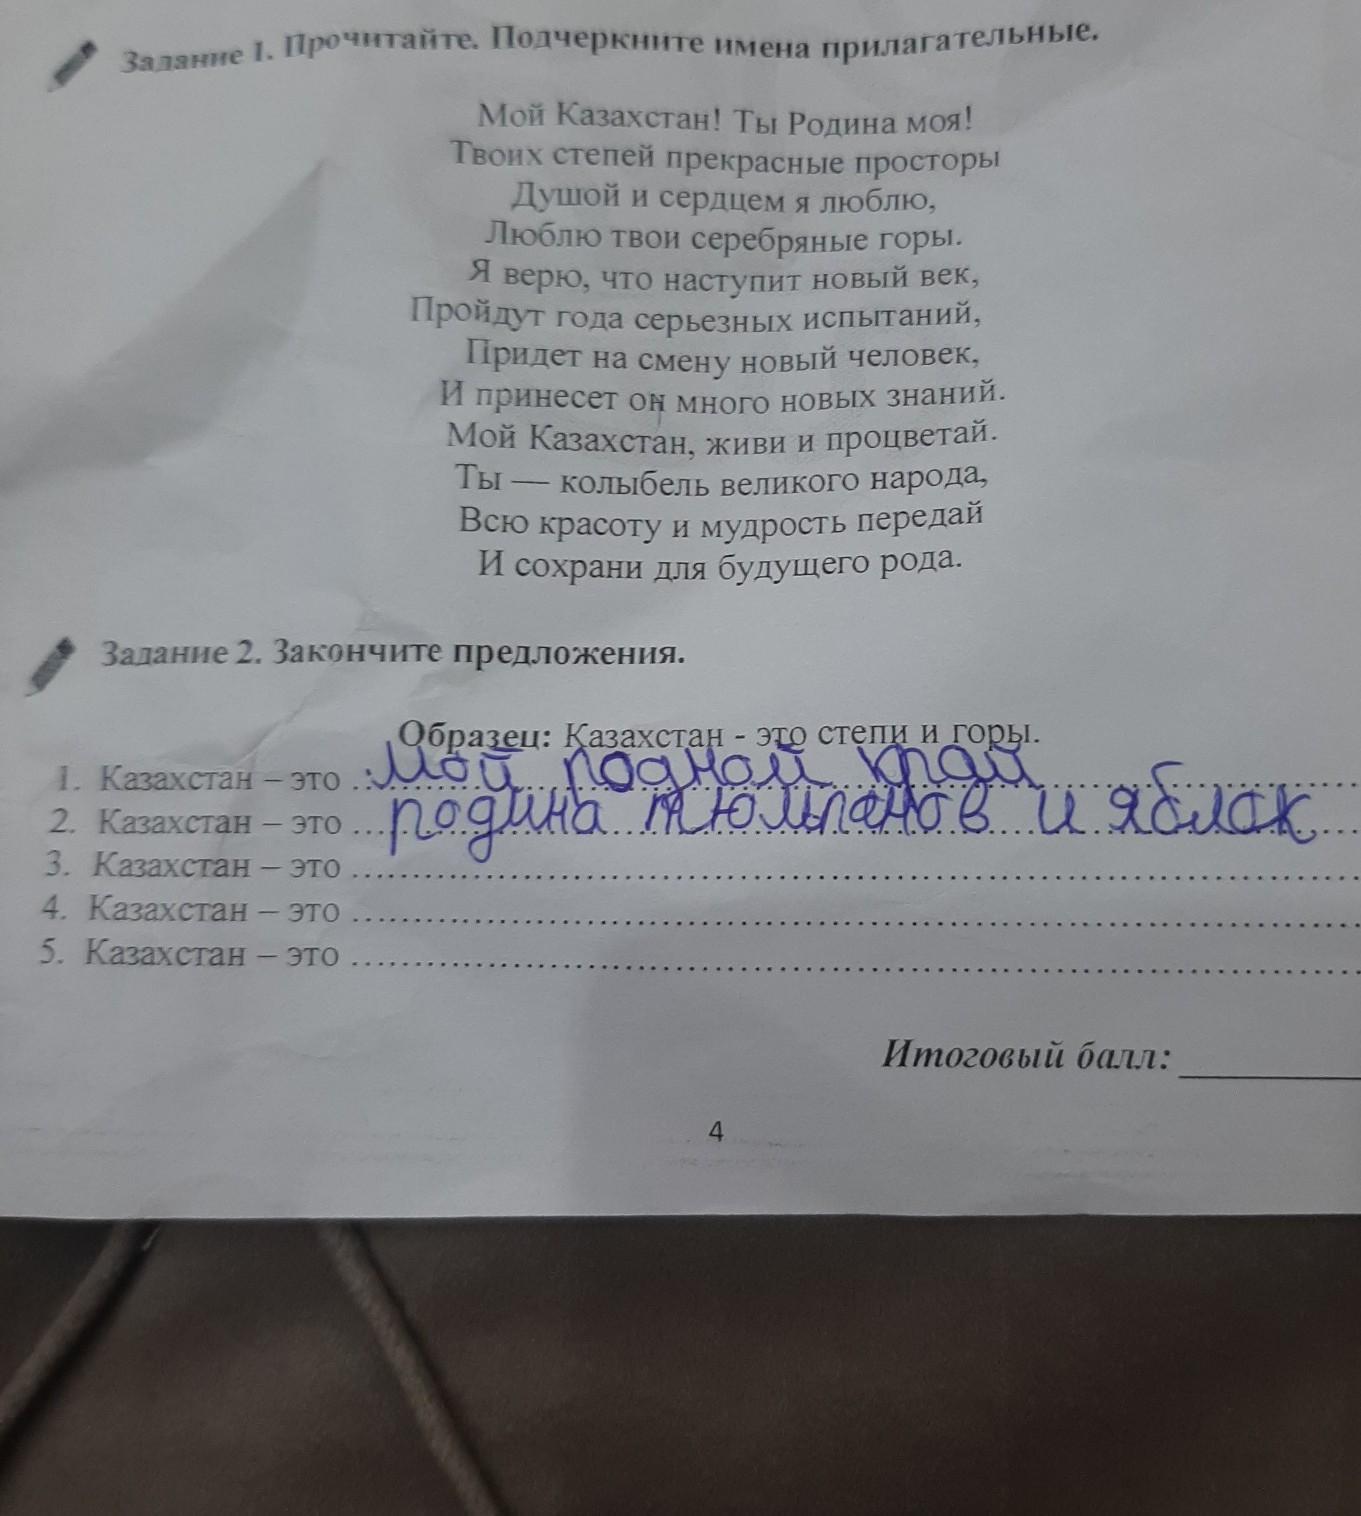 Задание 1. Прочитайте. Подчеркните имена прилагательные.
Мой Казахстан! Ты Родина моя!
Твоих степей прекрасные просторы
Душой и сердцем я люблю,
Люблю твои серебряные горы.
Я верю, что наступит новый век,
Пройдут года серьезных испытаний,
Придет на смену новый человек,
И принесет он много новых знаний.
Мой Казахстан, живи и процветай.
Ты — колыбель великого народа,
Всю красоту и мудрость передай
И сохрани для будущего рода.
Задание 2. Закончите предложения.
Образец: Казахстан - это степи и горы.
1. Казахстан – это Мой родной край
2. Казахстан – это родина тюльпанов и яблок
3. Казахстан – это
4. Казахстан – это
5. Казахстан – это
Итоговый балл:
4